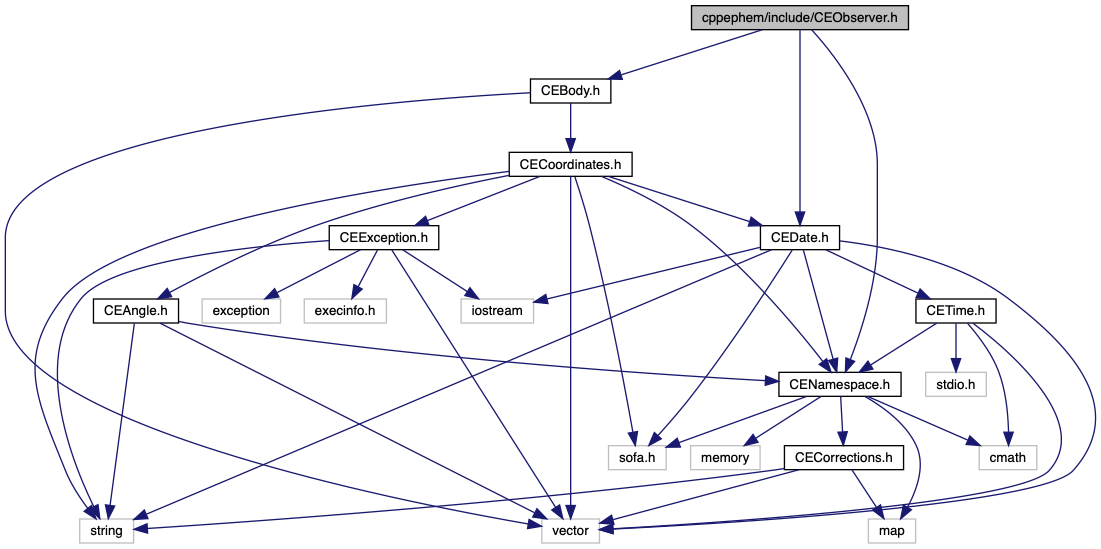 cppephem/include/CEObserver.h
CEBody.h
CECoordinates.h
CEException.h
CEDate.h
CEAngle.h
exception
execinfo.h
iostream
CETime.h
CENamespace.h
stdio.h
sofa.h
memory
CECorrections.h
cmath
string
vector
map